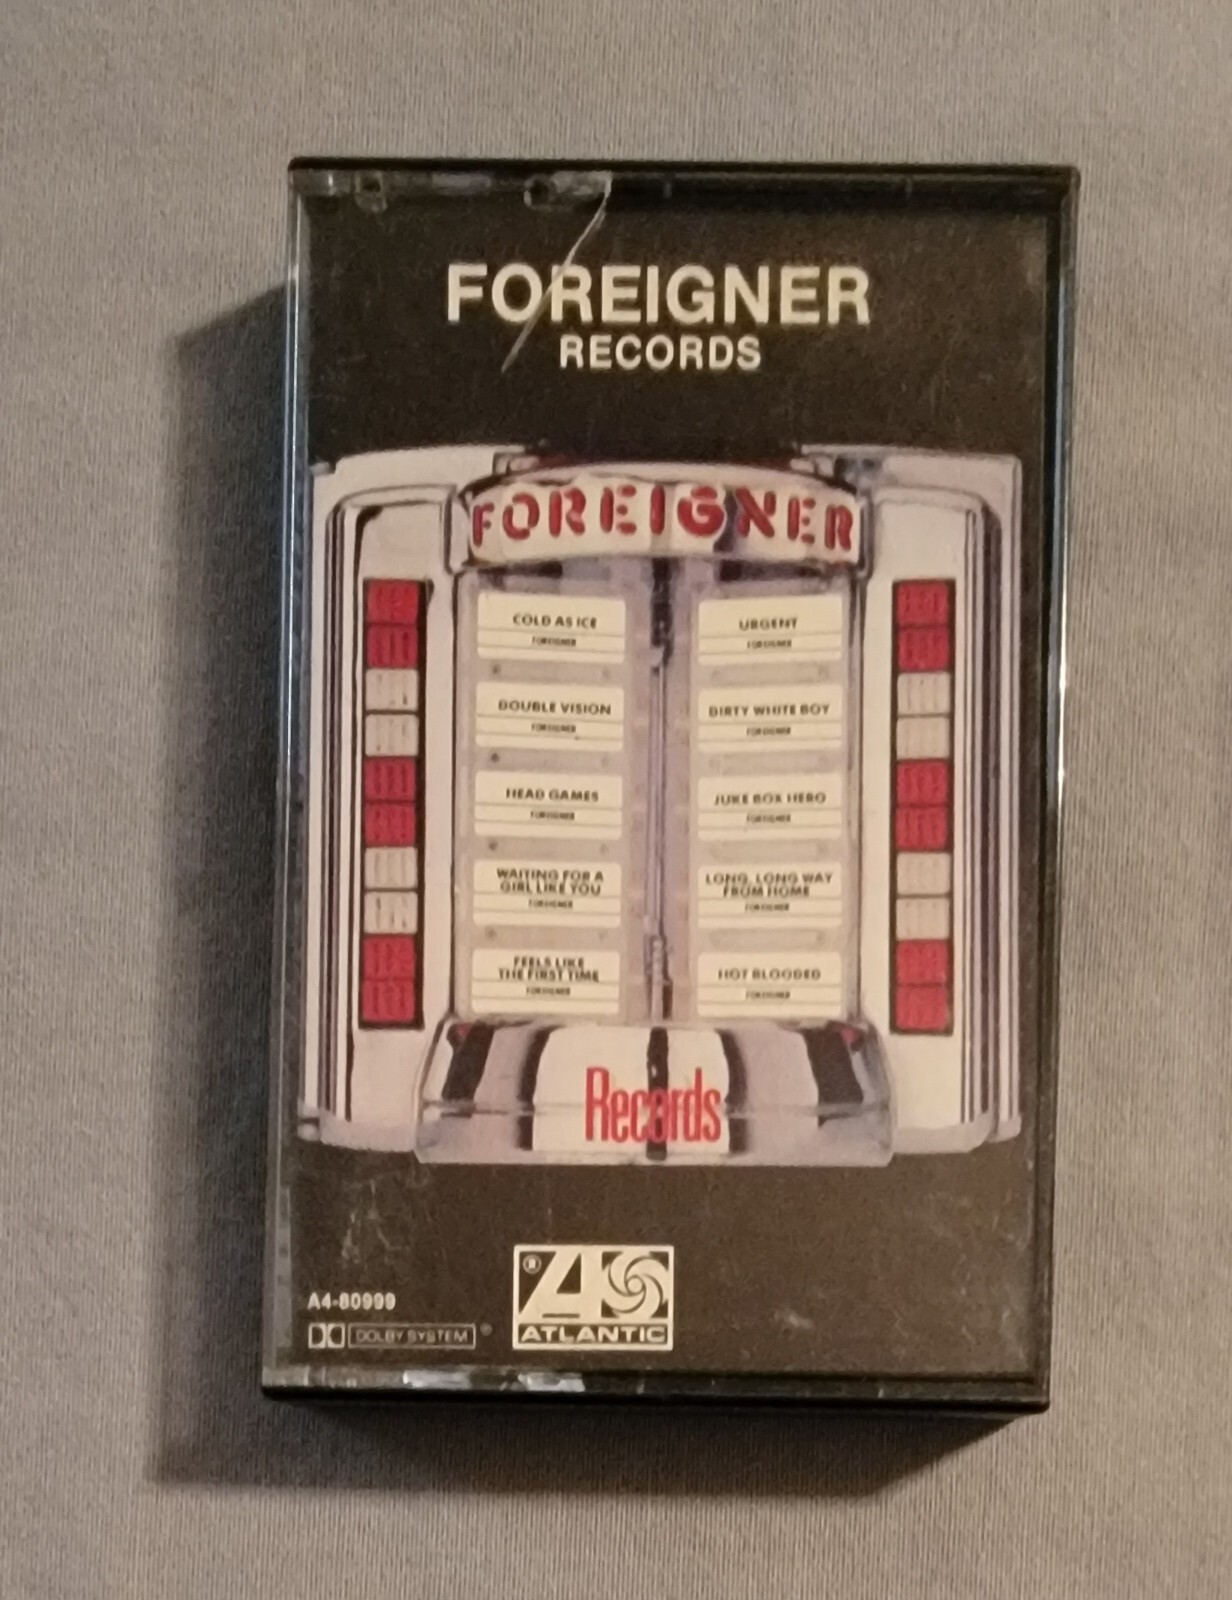 FOREIGNER
RECORDS
FOREIGNER
COLD AS ICE
FOREIGNER
DOUBLE VISION
FOREIGNER
HEAD GAMES
FOREIGNER
WAITING FOR A
GIRL LIKE YOU
FOREIGNER
FEELS LIKE
THE FIRST TIME
FOREIGNER
URGENT
FOREIGNER
DIRTY WHITE BOY
FOREIGNER
JUKE BOX HERO
FOREIGNER
LONG, LONG WAY
FROM HOME
FOREIGNER
HOT BLOODED
FOREIGNER
Records
A4-80999
DOLBY SYSTEM ®
®
ATLANTIC